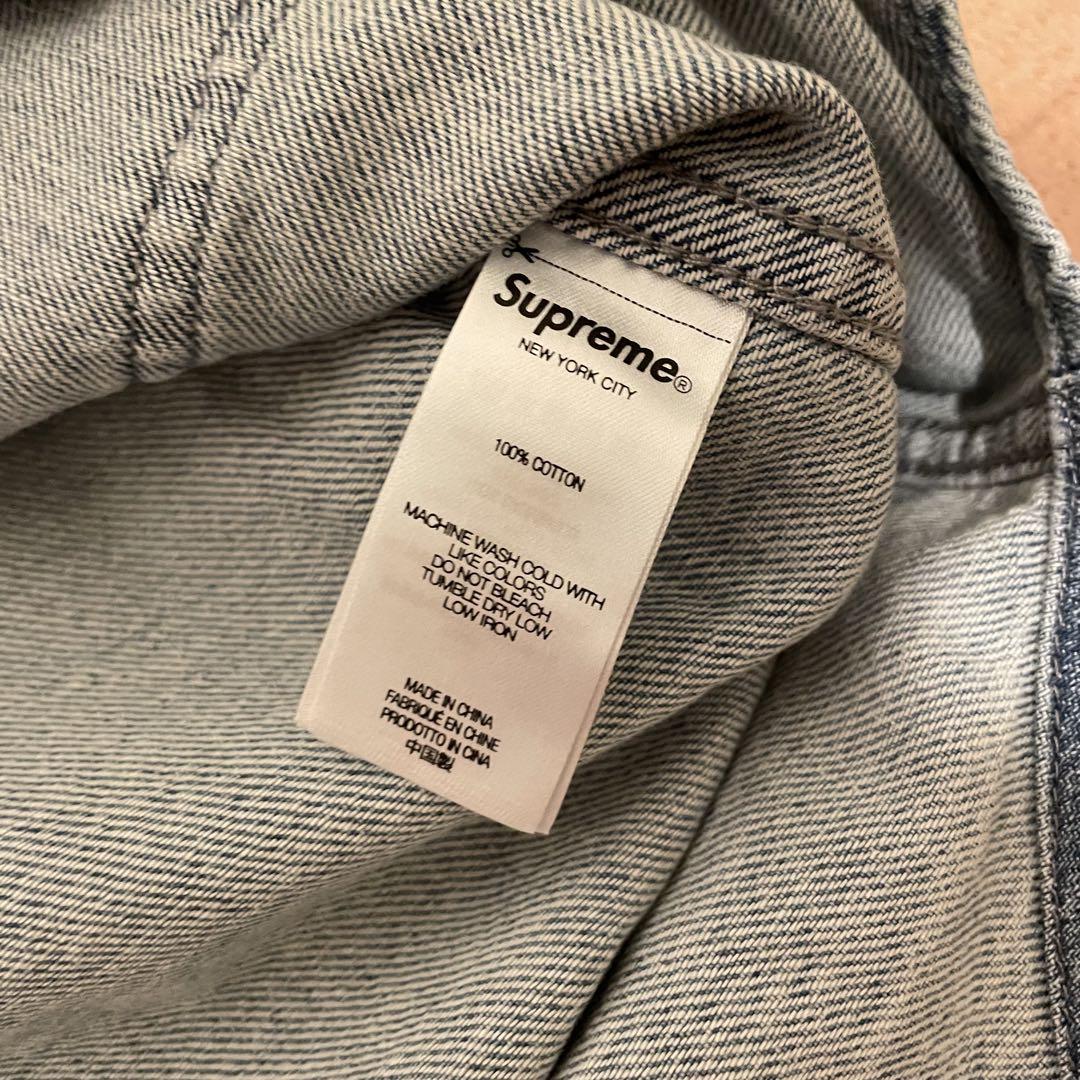 Supreme®
NEW YORK CITY
100% COTTON
MACHINE WASH COLD WITH
LIKE COLORS
DO NOT BLEACH
TUMBLE DRY LOW
LOW IRON
MADE IN CHINA
FABRIQUÉ EN CHINE
PRODOTTO IN CINA
中国製